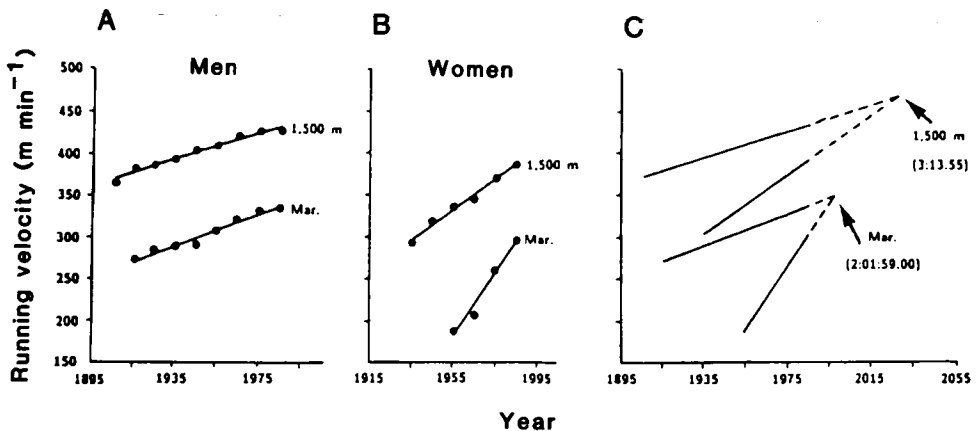 A
B
C
Men
Women
Running velocity (m min⁻¹)
500
450
400
350
300
250
200
150
1,500 m
Mar.
1895 1935 1975
1,500 m
Mar.
1915 1955 1995
1,500 m
(3:13.55)
Mar.
(2:01:59.00)
1895 1935 1975 2015 2055
Year